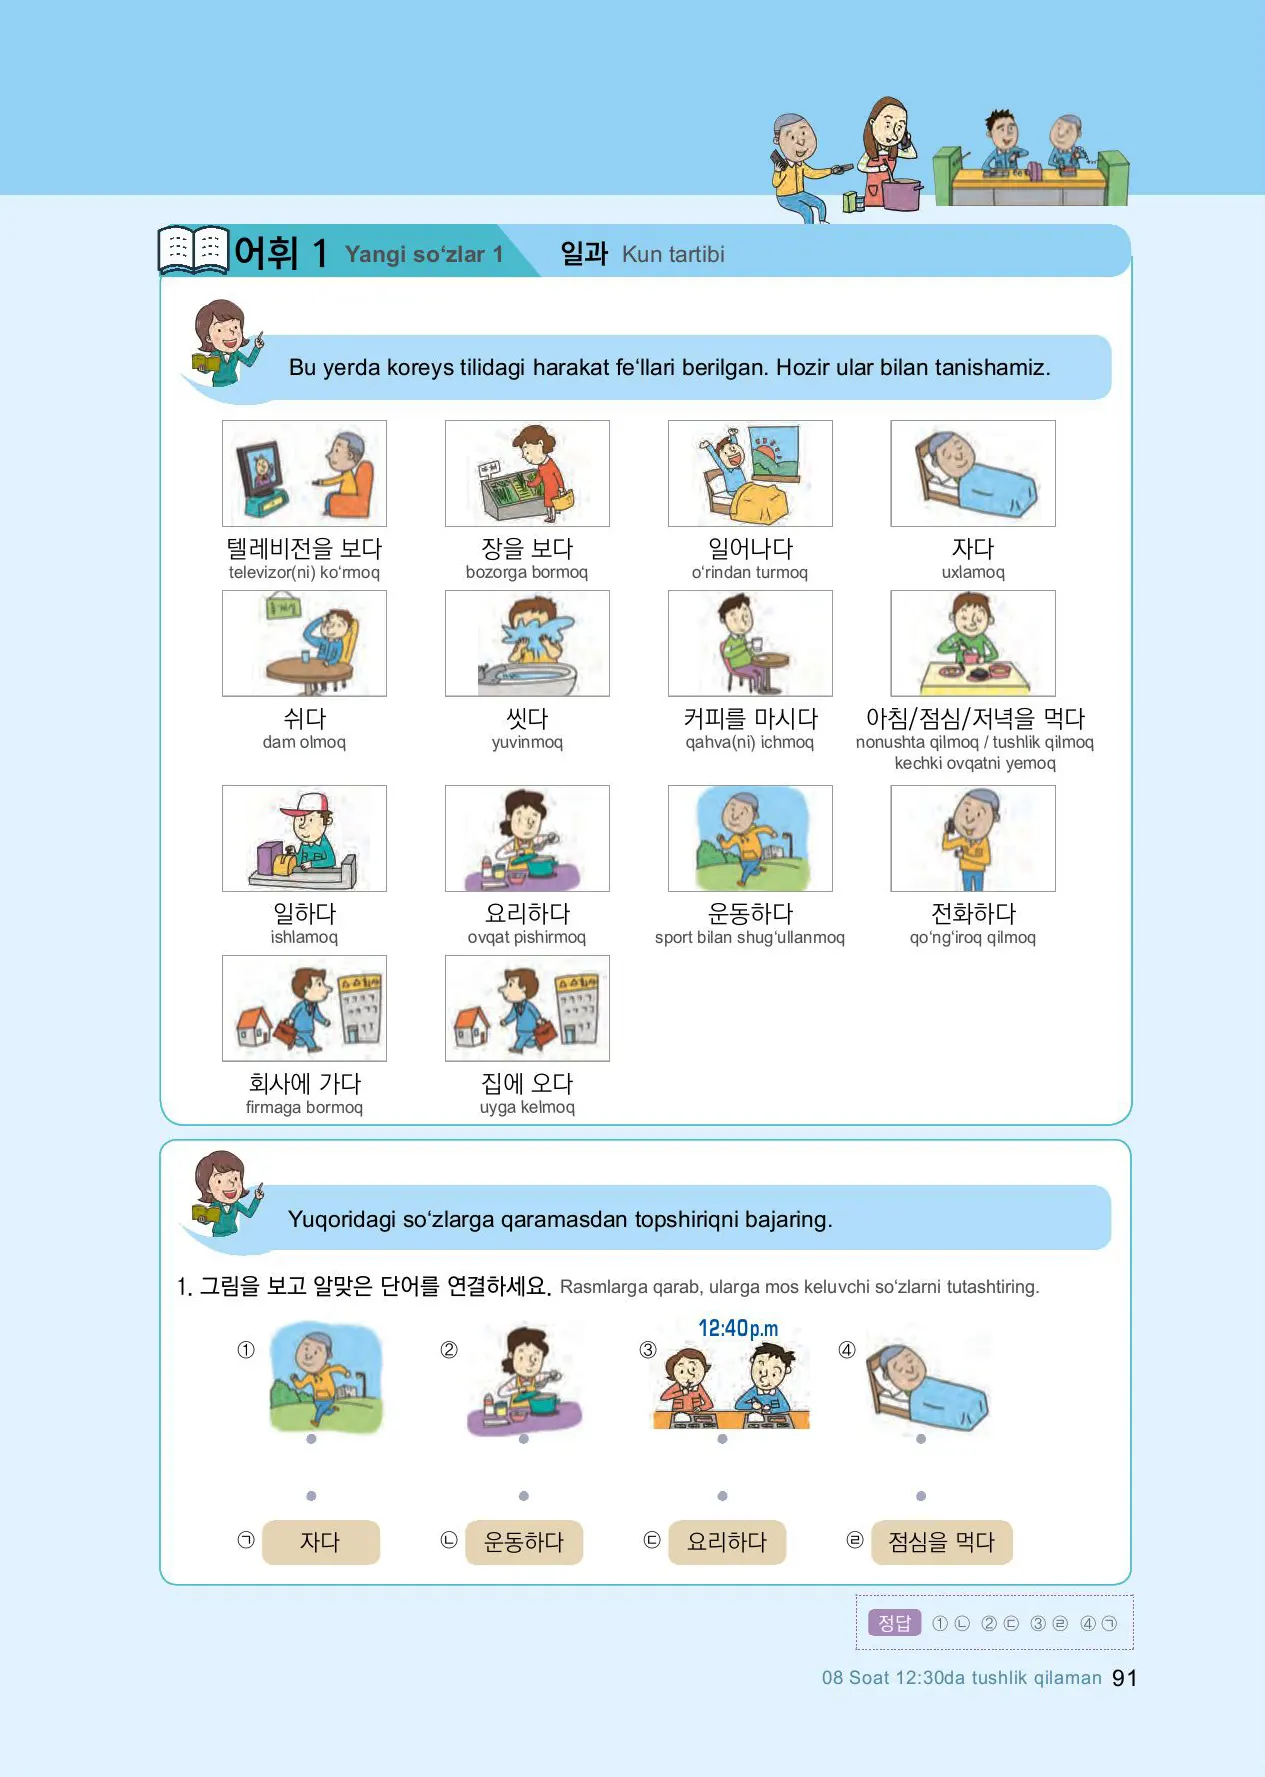 어휘 1 Yangi so‘zlar 1 일과 Kun tartibi
Bu yerda koreys tilidagi harakat fe‘llari berilgan. Hozir ular bilan tanishamiz.
텔레비전을 보다 장을 보다 일어나다 자다
televizor(ni) ko‘rmoq bozorga bormoq o‘rindan turmoq uxlamoq
쉬다 씻다 커피를 마시다 아침/점심/저녁을 먹다
dam olmoq yuvinmoq qahva(ni) ichmoq nonushta qilmoq / tushlik qilmoq
kechki ovqatni yemoq
일하다 요리하다 운동하다 전화하다
ishlamoq ovqat pishirmoq sport bilan shug‘ullanmoq qo‘ng‘iroq qilmoq
회사에 가다 집에 오다
firmaga bormoq uyga kelmoq
Yuqoridagi so‘zlarga qaramasdan topshiriqni bajaring.
1. 그림을 보고 알맞은 단어를 연결하세요. Rasmlarga qarab, ularga mos keluvchi so‘zlarni tutashtiring.
12:40p.m
① ② ③ ④
㉠ 자다 ㉡ 운동하다 ㉢ 요리하다 ㉣ 점심을 먹다
정답 ① ㉡ ② ㉢ ③ ㉣ ④ ㉠
08 Soat 12:30da tushlik qilaman 91